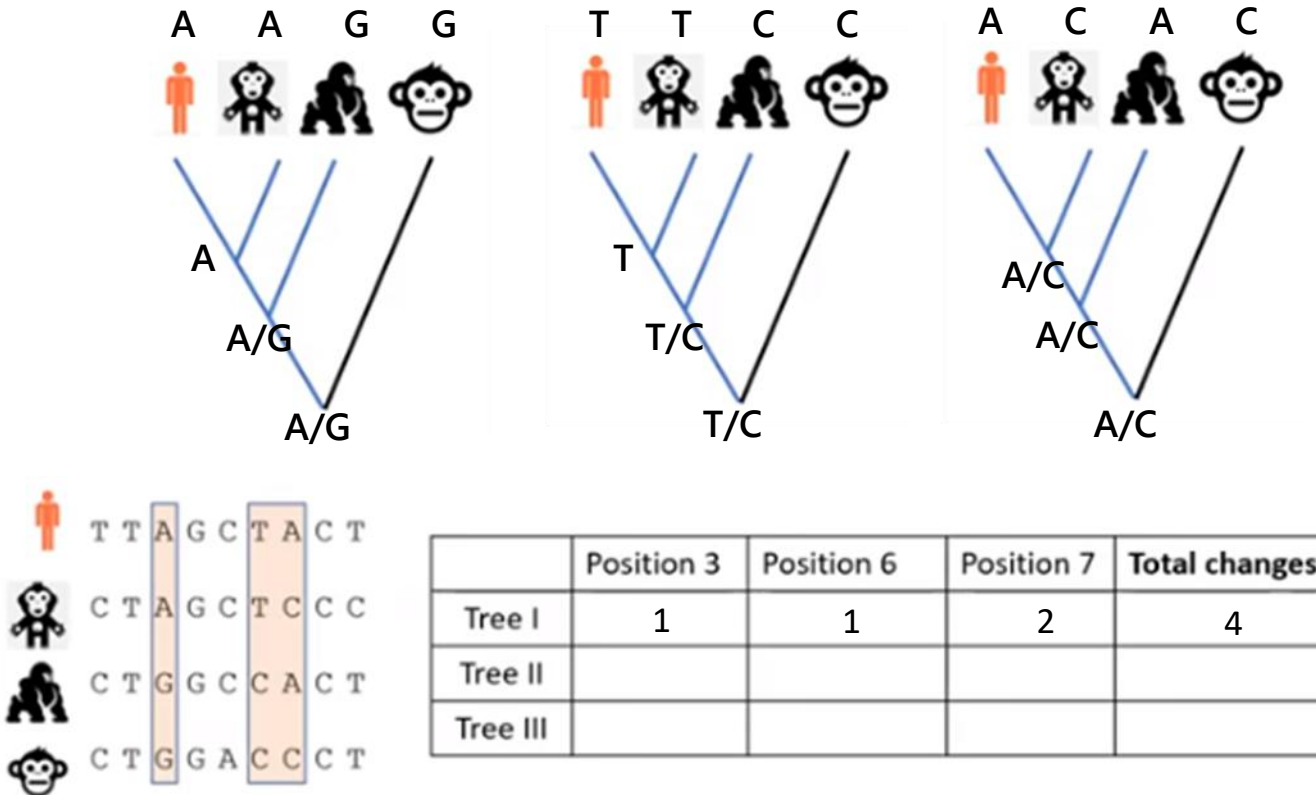 A A G G
T T C C
A C A C
A
A/G
A/G
T
T/C
T/C
A/C
A/C
A/C
T T A G C T A C T
C T A G C T C C C
C T G G C C A C T
C T G G A C C C T
Position 3 Position 6 Position 7 Total changes
Tree I 1 1 2 4
Tree II
Tree III